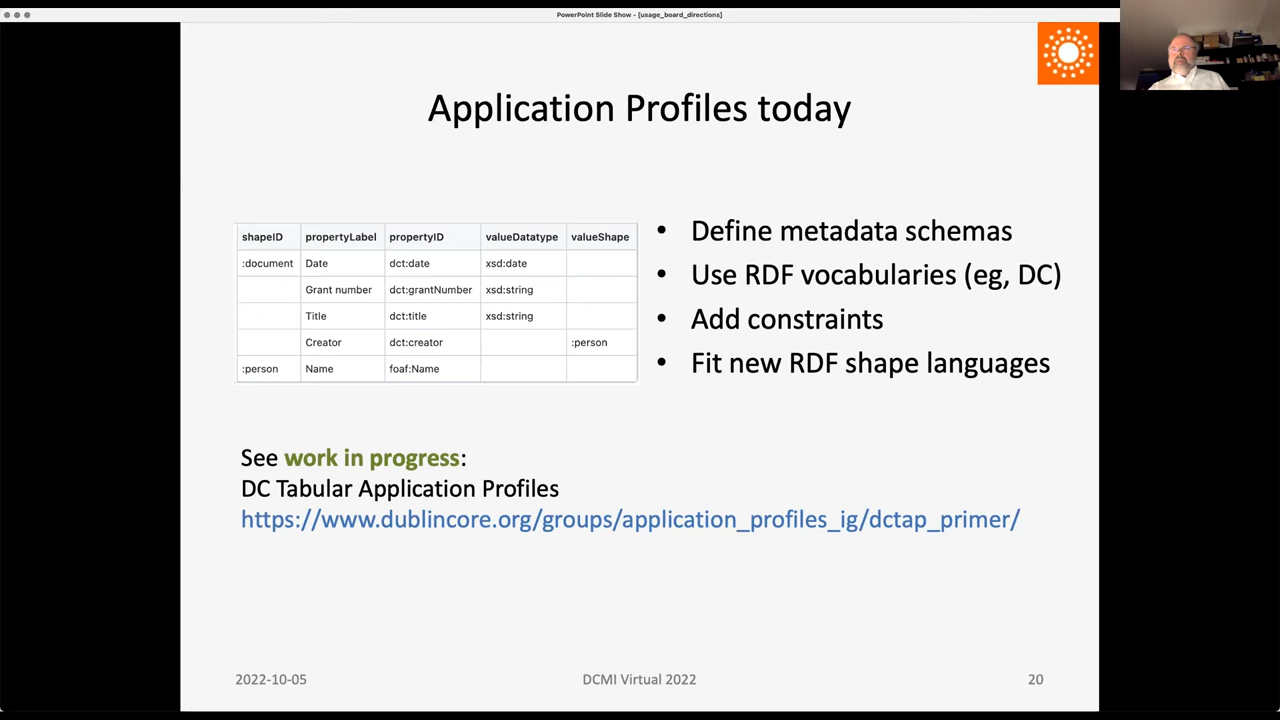 PowerPoint Slide Show - [usage_board_directions]
Application Profiles today
shapeID propertyLabel propertyID valueDatatype valueShape
:document Date dct:date xsd:date
Grant number dct:grantNumber xsd:string
Title dct:title xsd:string
Creator dct:creator :person
:person Name foaf:Name
• Define metadata schemas
• Use RDF vocabularies (eg, DC)
• Add constraints
• Fit new RDF shape languages
See work in progress:
DC Tabular Application Profiles
https://www.dublincore.org/groups/application_profiles_ig/dctap_primer/
2022-10-05 DCMI Virtual 2022 20